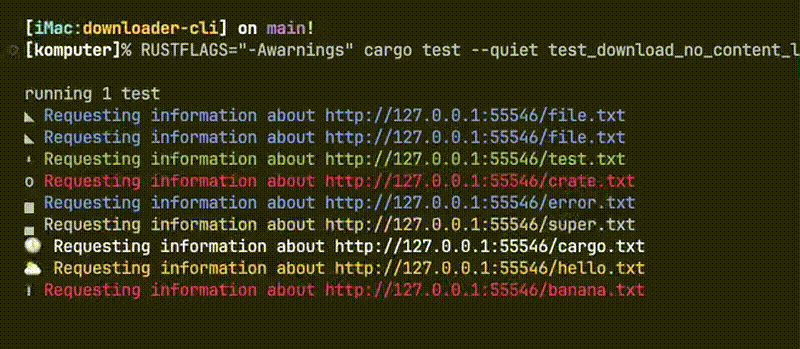 [iMac:downloader-cli] on main!
[komputer]% RUSTFLAGS="-Awarnings" cargo test --quiet test_download_no_content_l
running 1 test
Requesting information about http://127.0.0.1:55546/file.txt
Requesting information about http://127.0.0.1:55546/file.txt
Requesting information about http://127.0.0.1:55546/test.txt
Requesting information about http://127.0.0.1:55546/crate.txt
Requesting information about http://127.0.0.1:55546/error.txt
Requesting information about http://127.0.0.1:55546/super.txt
Requesting information about http://127.0.0.1:55546/cargo.txt
Requesting information about http://127.0.0.1:55546/hello.txt
Requesting information about http://127.0.0.1:55546/banana.txt